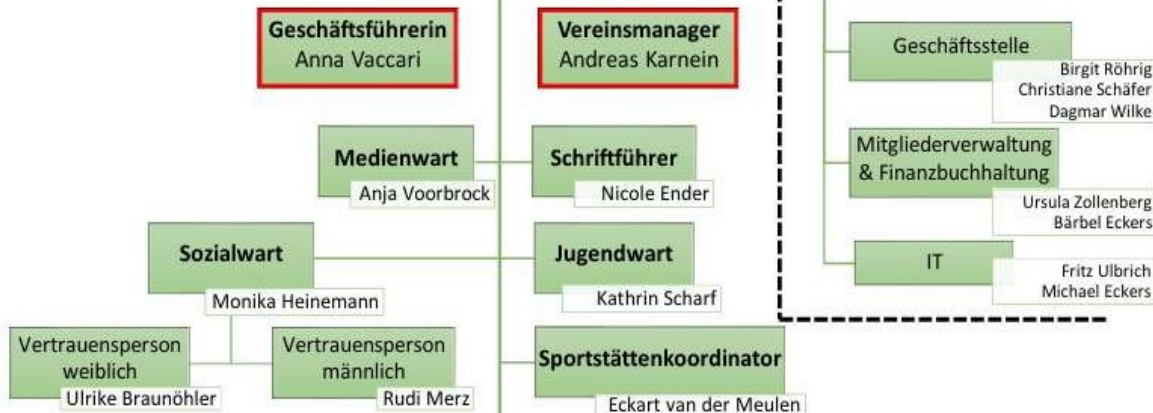 Geschäftsführerin
Anna Vaccari
Vereinsmanager
Andreas Karnein
Medienwart
Anja Voorbrock
Schriftführer
Nicole Ender
Sozialwart
Monika Heinemann
Jugendwart
Kathrin Scharf
Vertrauensperson
weiblich
Ulrike Braunöhler
Vertrauensperson
männlich
Rudi Merz
Sportstättenkoordinator
Eckart van der Meulen
Geschäftsstelle
Birgit Röhrig
Christiane Schäfer
Dagmar Wilke
Mitgliederverwaltung
& Finanzbuchhaltung
Ursula Zollenberg
Bärbel Eckers
IT
Fritz Ulbrich
Michael Eckers